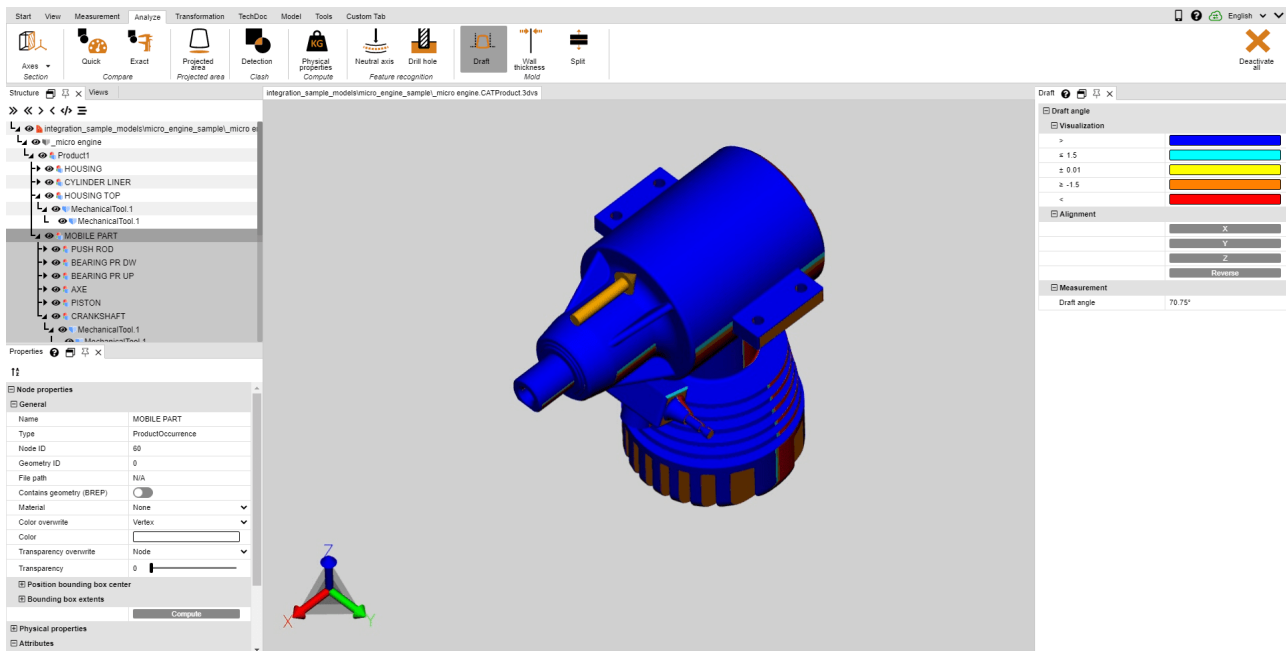 Start View Measurement Analyze Transformation TechDoc Model Tools Custom Tab English
Axes Quick Exact Projected area Detection Physical properties Neutral axis Drill hole Draft Wall thickness Split Deactivate all
Section Compare Projected area Clash Compute Feature recognition Mold
KG
Structure Views
integration_sample_models\micro_engine_sample\_micro engine.CATProduct.3dvs
Draft
integration_sample_models\micro_engine_sample\_micro er
_micro engine
Product1
HOUSING
CYLINDER LINER
HOUSING TOP
MechanicalTool.1
MechanicalTool.1
MOBILE PART
PUSH ROD
BEARING PR DW
BEARING PR UP
AXE
PISTON
CRANKSHAFT
MechanicalTool.1
MechanicalTool.1
Properties
Node properties
General
Name MOBILE PART
Type ProductOccurrence
Node ID 60
Geometry ID 0
File path N/A
Contains geometry (BREP)
Material None
Color overwrite Vertex
Color
Transparency overwrite Node
Transparency 0
Position bounding box center
Bounding box extents
Compute
Physical properties
Attributes
Z
X
Y
Draft angle
Visualization
>
≤ 1.5
± 0.01
≥ -1.5
<
Alignment
X
Y
Z
Reverse
Measurement
Draft angle 70.75°